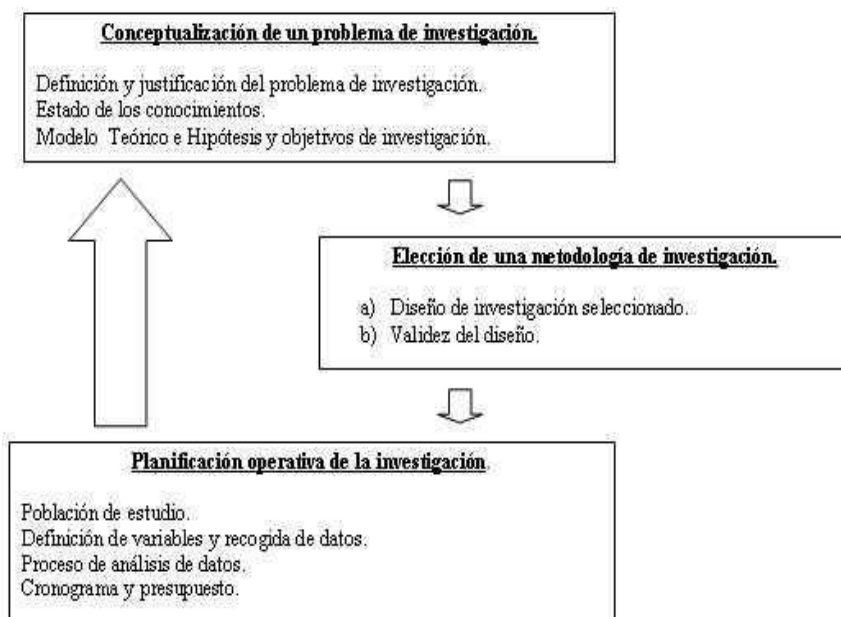 Conceptualización de un problema de investigación.
Definición y justificación del problema de investigación.
Estado de los conocimientos.
Modelo Teórico e Hipótesis y objetivos de investigación.
Elección de una metodología de investigación.
a) Diseño de investigación seleccionado.
b) Validez del diseño.
Planificación operativa de la investigación.
Población de estudio.
Definición de variables y recogida de datos.
Proceso de análisis de datos.
Cronograma y presupuesto.